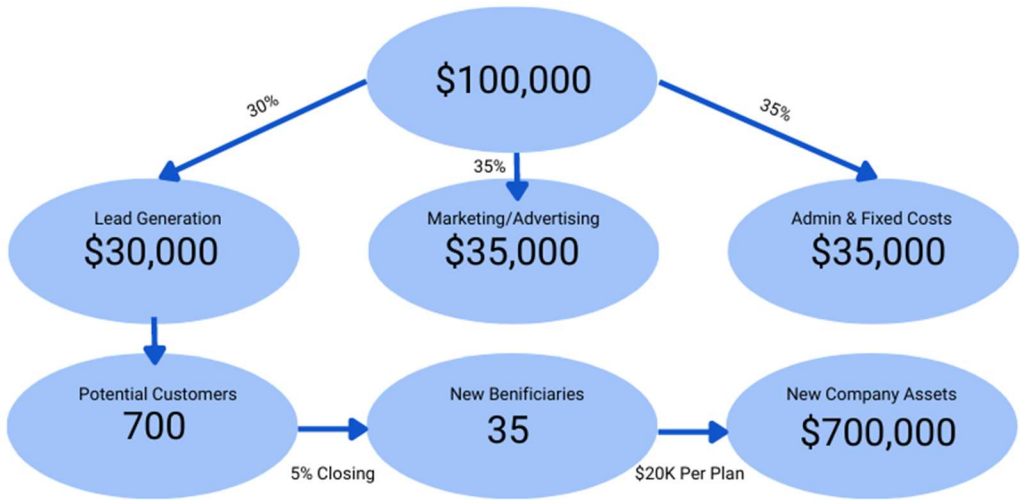 $100,000
30%
35%
35%
Lead Generation
$30,000
Marketing/Advertising
$35,000
Admin & Fixed Costs
$35,000
Potential Customers
700
New Benificiaries
35
New Company Assets
$700,000
5% Closing
$20K Per Plan